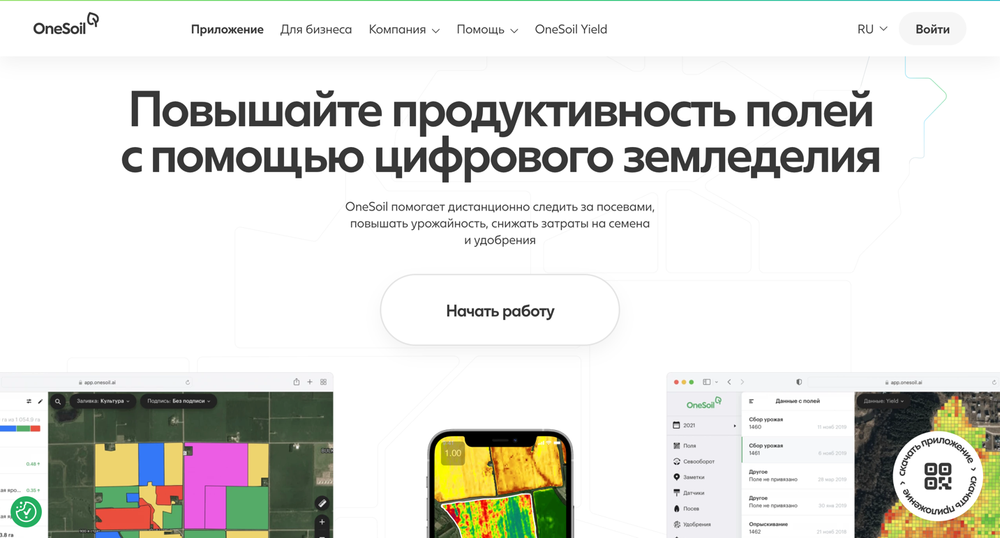 OneSoil
Приложение
Для бизнеса
Компания
Помощь
OneSoil Yield
RU
Войти
Повышайте продуктивность полей
с помощью цифрового земледелия
OneSoil помогает дистанционно следить за посевами,
повышать урожайность, снижать затраты на семена
и удобрения
Начать работу
app.onesoil.ai
га из 1 054.9 га
Заливка: Культура
Подпись: Без подписи
0.48 ↑
0.35 ↑
3.8 га
1.00
app.onesoil.ai
OneSoil
2021
Поля
Севооборот
Заметки
Датчики
Посев
Удобрения
Данные с полей
Сбор урожая
1460
11 нояб 2019
Сбор урожая
1461
6 нояб 2019
Другое
Поле не привязано
28 мар 2019
Другое
Поле не привязано
30 янв 2019
Опрыскивание
1462
21 нояб 2018
Данные: Yield
скачать приложение
скачать приложение